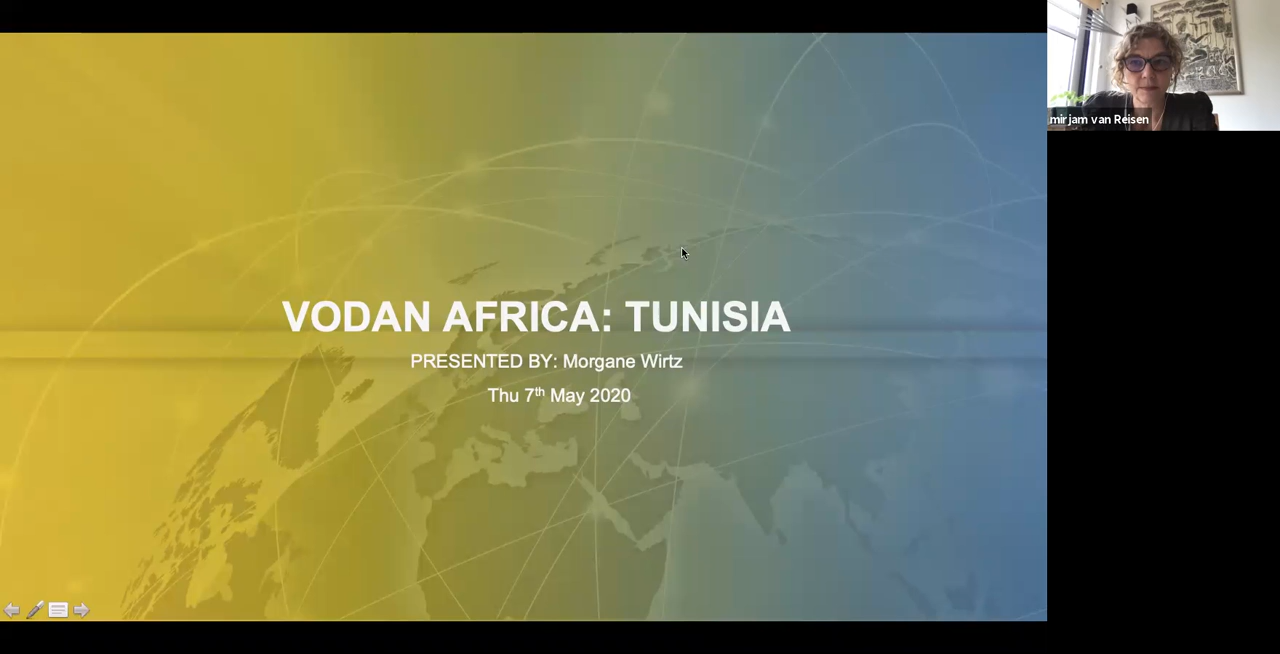 VODAN AFRICA: TUNISIA
PRESENTED BY: Morgane Wirtz
Thu 7th May 2020
mirjam van Reisen